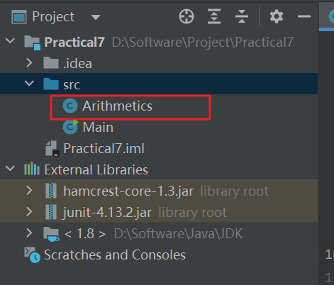 Project
Practical7 D:\Software\Project\Practical7
.idea
src
Arithmetics
Main
Practical7.iml
External Libraries
hamcrest-core-1.3.jar library root
junit-4.13.2.jar library root
< 1.8 > D:\Software\Java\JDK
Scratches and Consoles